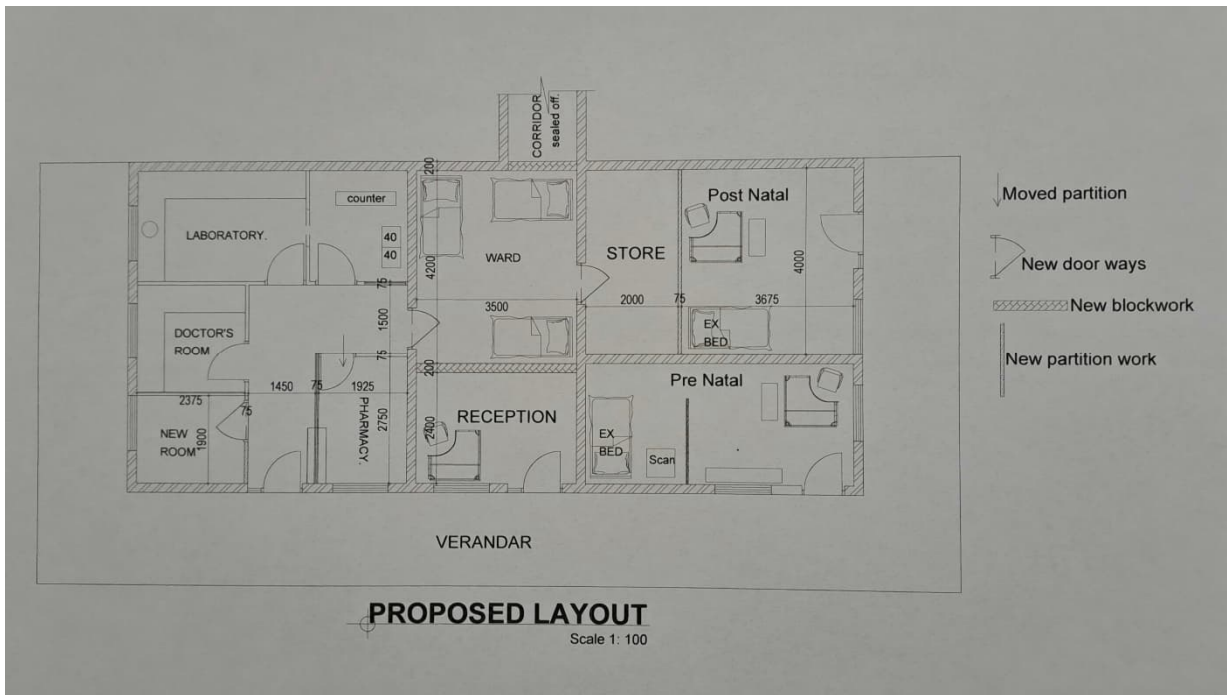 CORRIDOR
sealed off.
200
counter
LABORATORY.
40
40
75
4200
WARD
3500
STORE
Post Natal
4000
2000
75
3675
EX
BED
Moved partition
New door ways
New blockwork
New partition work
DOCTOR'S
ROOM
1500
75
1450
75
1925
2375
75
NEW
ROOM
1900
PHARMACY.
2750
200
2400
RECEPTION
Pre Natal
EX
BED
Scan
VERANDAR
PROPOSED LAYOUT
Scale 1: 100